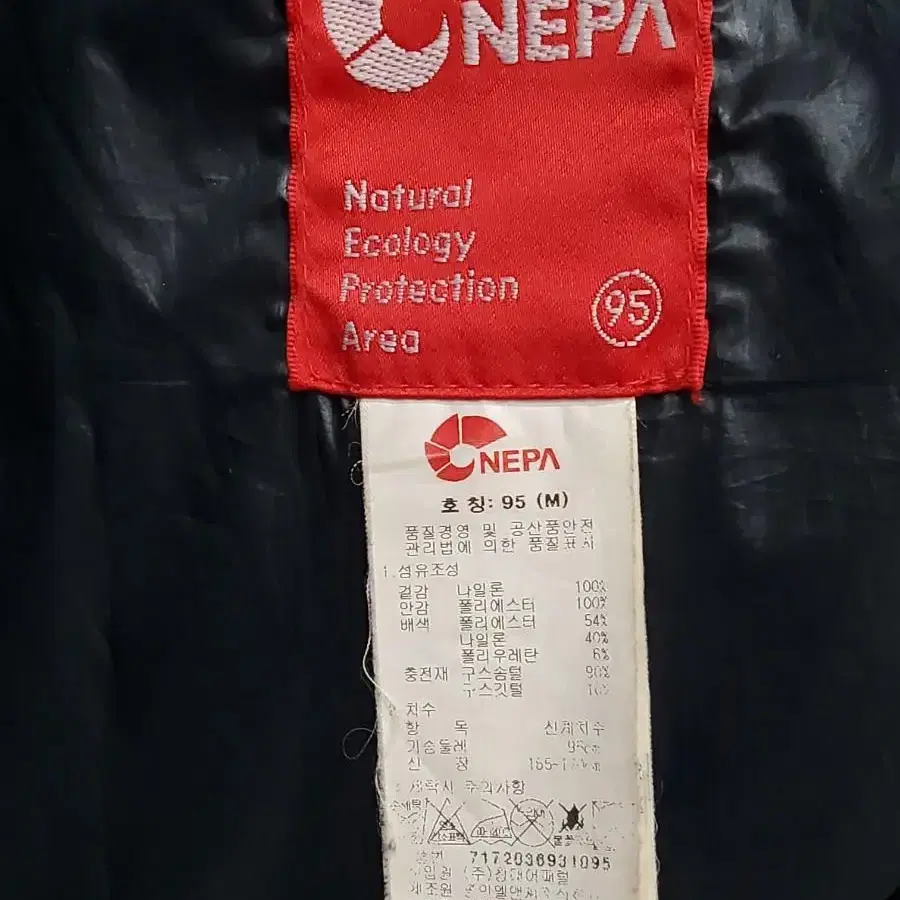 NEPA
Natural
Ecology
Protection
Area
95
NEPA
호 칭: 95 (M)
품질경영 및 공산품안전
관리법에 의한 품질표시
1.섬유조성
겉감 나일론 100%
안감 폴리에스터 100%
배색 폴리에스터 54%
나일론 40%
폴리우레탄 6%
충전재 구스솜털 90%
구스깃털 10%
치수
항 목 신체치수
가슴둘레 95cm
신 장
주의사항
7172036931095